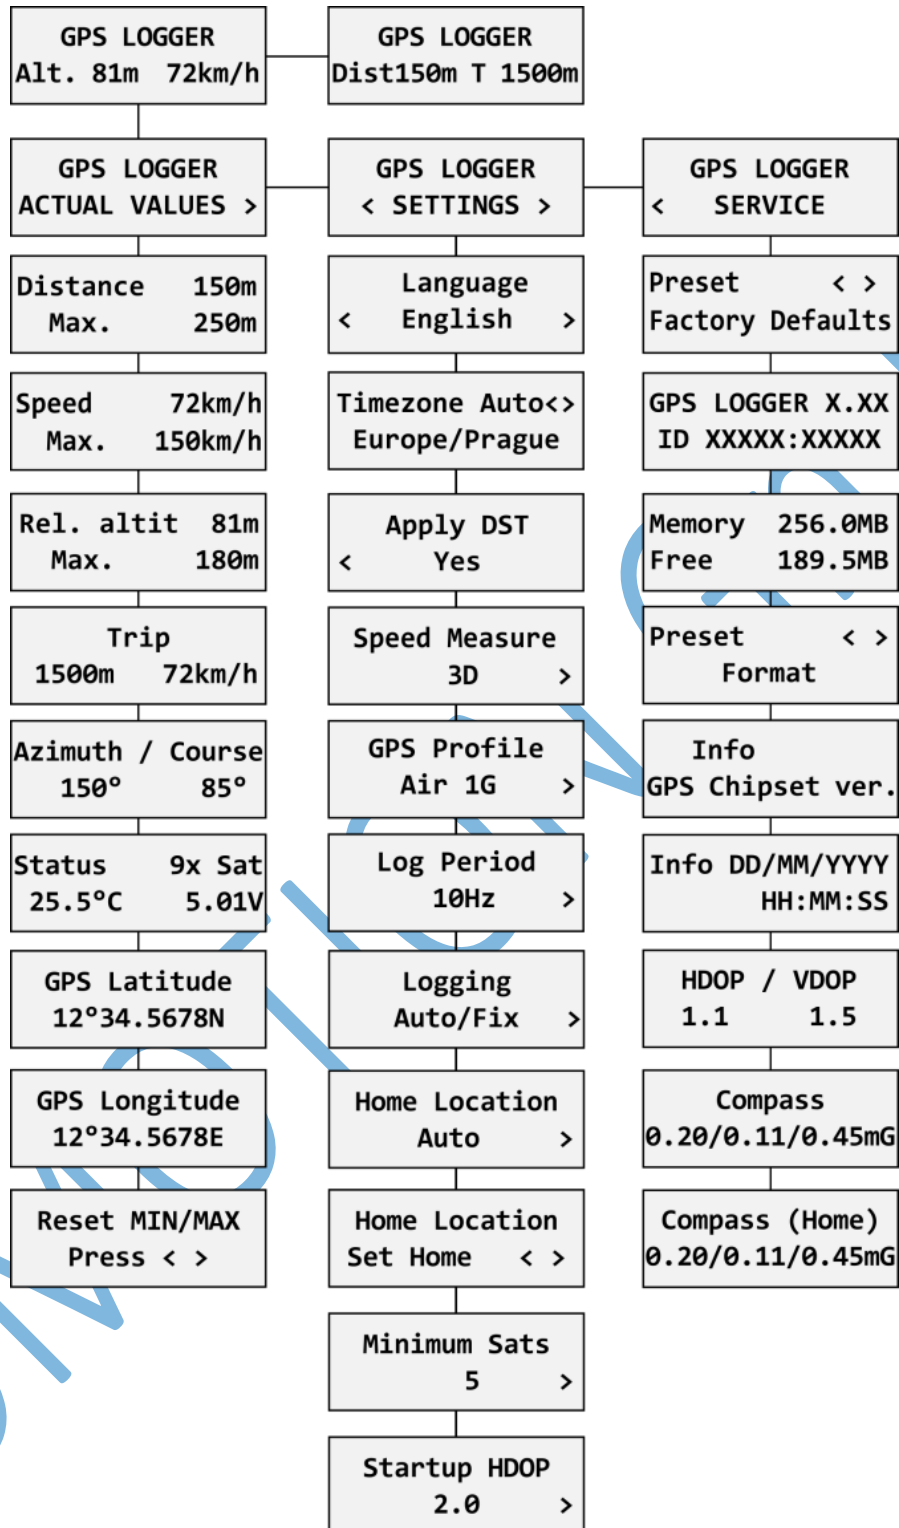 GPS LOGGER
Alt. 81m 72km/h
GPS LOGGER
Dist150m T 1500m
GPS LOGGER
ACTUAL VALUES >
Distance 150m
Max. 250m
Speed 72km/h
Max. 150km/h
Rel. altit 81m
Max. 180m
Trip
1500m 72km/h
Azimuth / Course
150° 85°
Status 9x Sat
25.5°C 5.01V
GPS Latitude
12°34.5678N
GPS Longitude
12°34.5678E
Reset MIN/MAX
Press < >
GPS LOGGER
< SETTINGS >
Language
< English >
Timezone Auto<>
Europe/Prague
Apply DST
< Yes
Speed Measure
3D >
GPS Profile
Air 1G >
Log Period
10Hz >
Logging
Auto/Fix >
Home Location
Auto >
Home Location
Set Home < >
Minimum Sats
5 >
Startup HDOP
2.0 >
GPS LOGGER
< SERVICE
Preset < >
Factory Defaults
GPS LOGGER X.XX
ID XXXXX:XXXXX
Memory 256.0MB
Free 189.5MB
Preset < >
Format
Info
GPS Chipset ver.
Info DD/MM/YYYY
HH:MM:SS
HDOP / VDOP
1.1 1.5
Compass
0.20/0.11/0.45mG
Compass (Home)
0.20/0.11/0.45mG